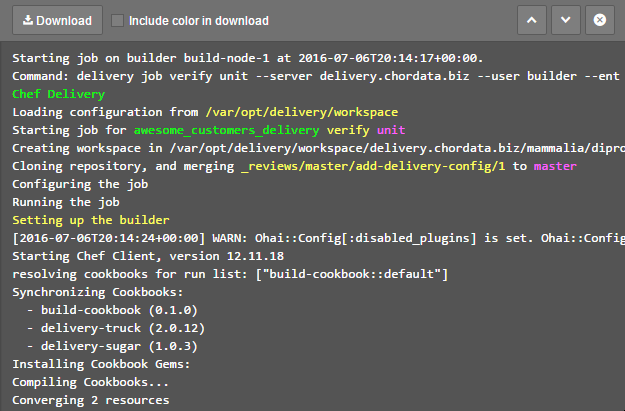 Download
Include color in download
Starting job on builder build-node-1 at 2016-07-06T20:14:17+00:00.
Command: delivery job verify unit --server delivery.chordata.biz --user builder --ent
Chef Delivery
Loading configuration from /var/opt/delivery/workspace
Starting job for awesome_customers_delivery verify unit
Creating workspace in /var/opt/delivery/workspace/delivery.chordata.biz/mammalia/dipro
Cloning repository, and merging _reviews/master/add-delivery-config/1 to master
Configuring the job
Running the job
Setting up the builder
[2016-07-06T20:14:24+00:00] WARN: Ohai::Config[:disabled_plugins] is set. Ohai::Config
Starting Chef Client, version 12.11.18
resolving cookbooks for run list: ["build-cookbook::default"]
Synchronizing Cookbooks:
- build-cookbook (0.1.0)
- delivery-truck (2.0.12)
- delivery-sugar (1.0.3)
Installing Cookbook Gems:
Compiling Cookbooks...
Converging 2 resources